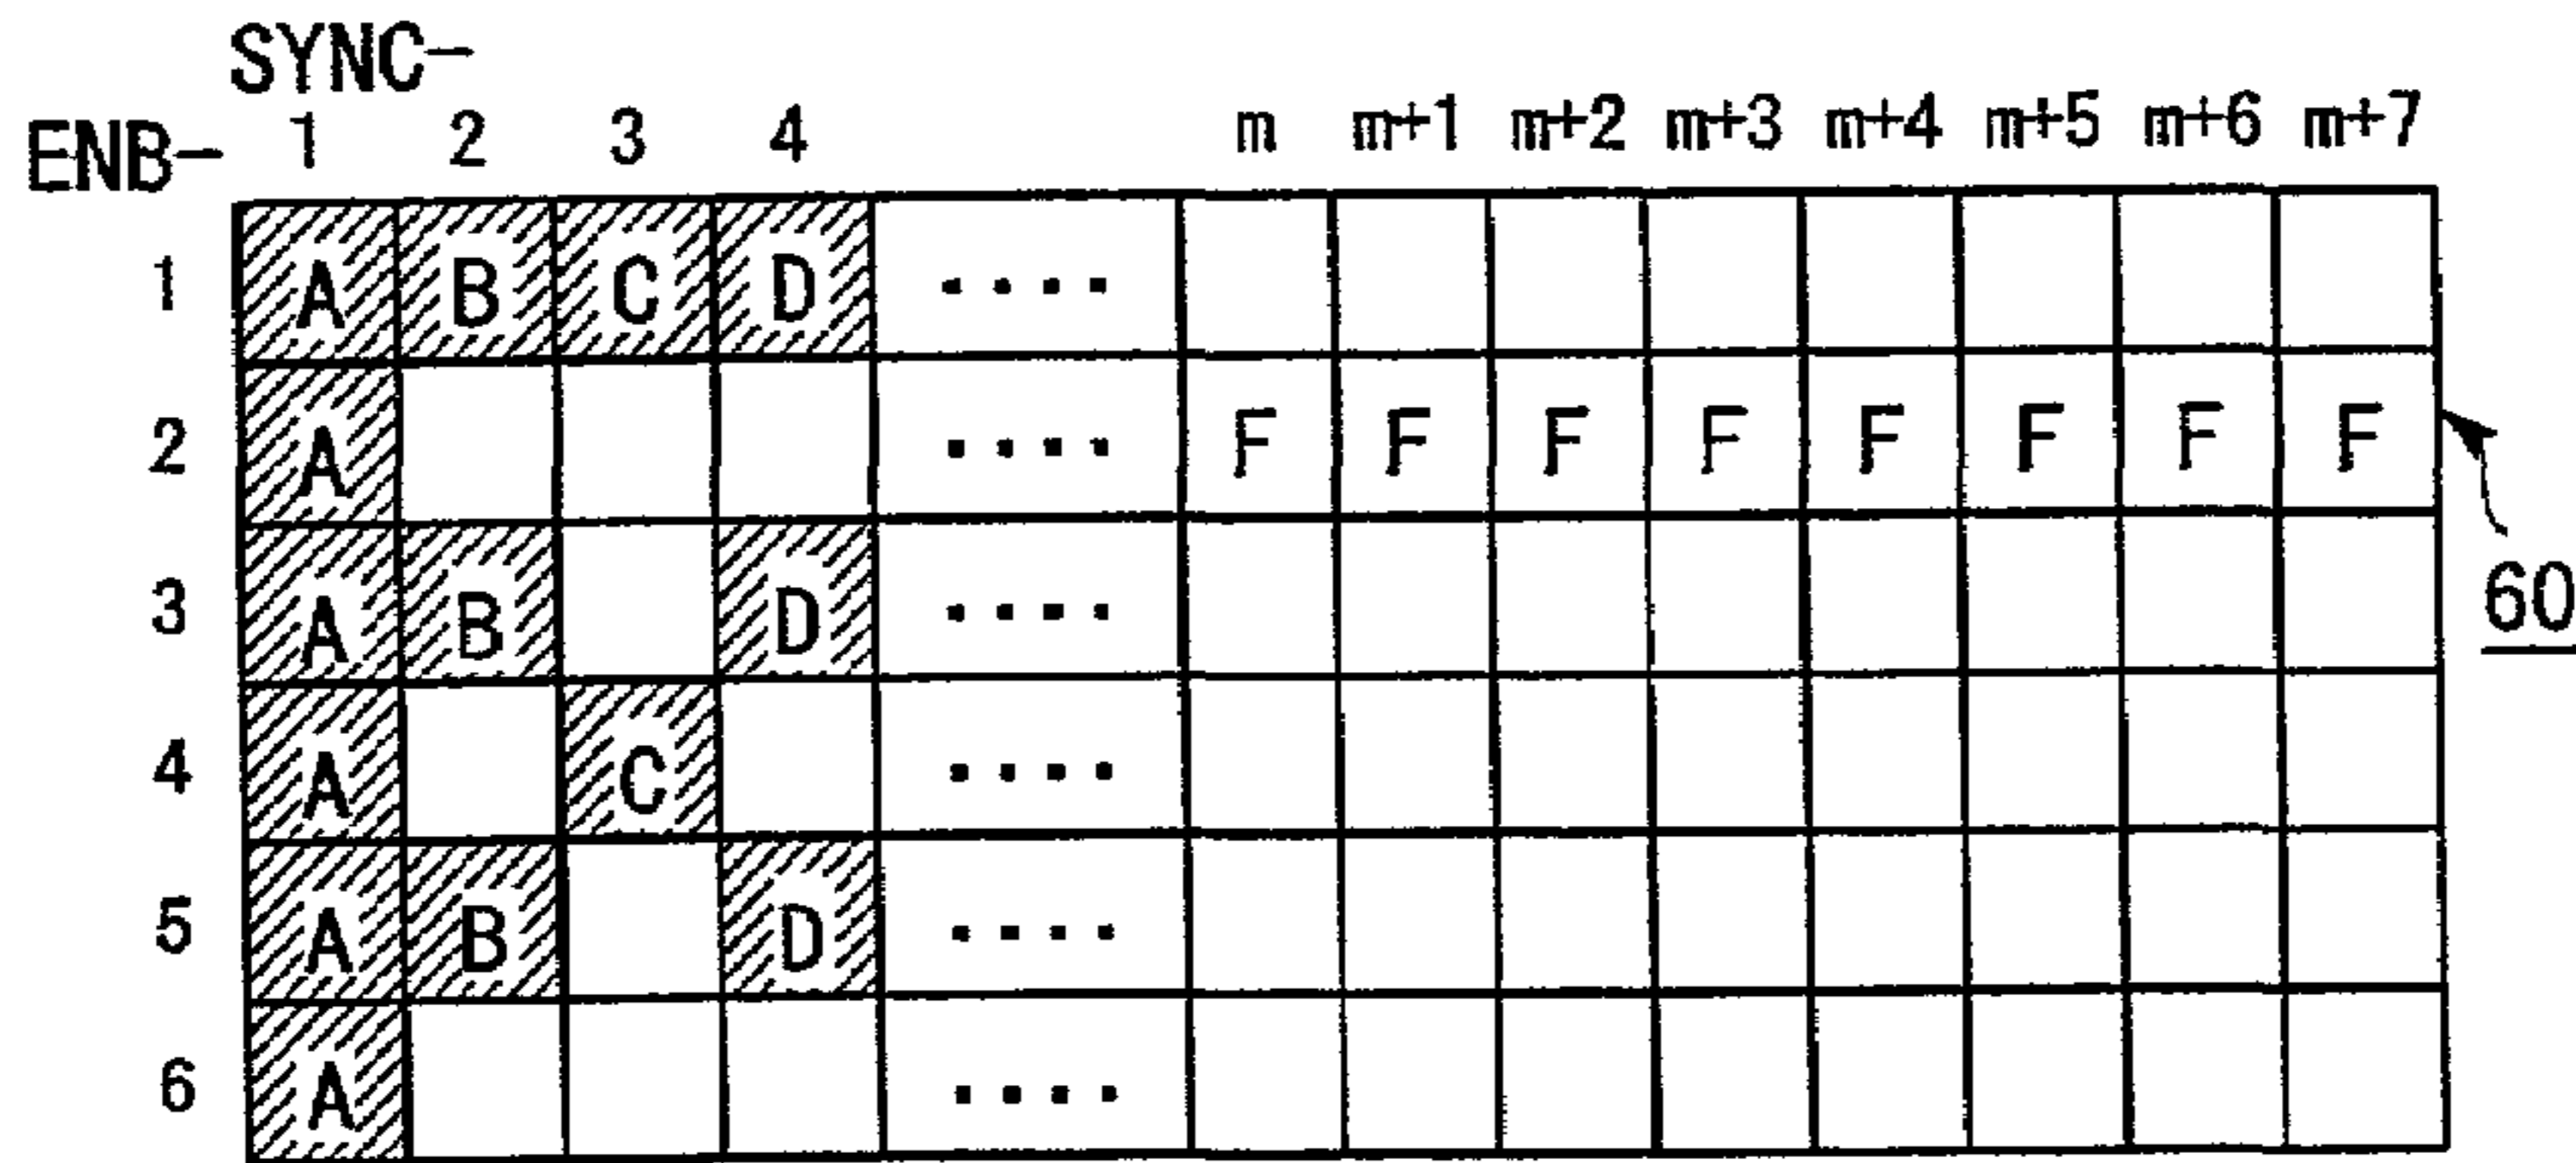 SYNC-
ENB- 1 2 3 4 m m+1 m+2 m+3 m+4 m+5 m+6 m+7
1 A B C D ····
2 A ···· F F F F F F F F
3 A B D ····
60
4 A C ····
5 A B D ····
6 A ····